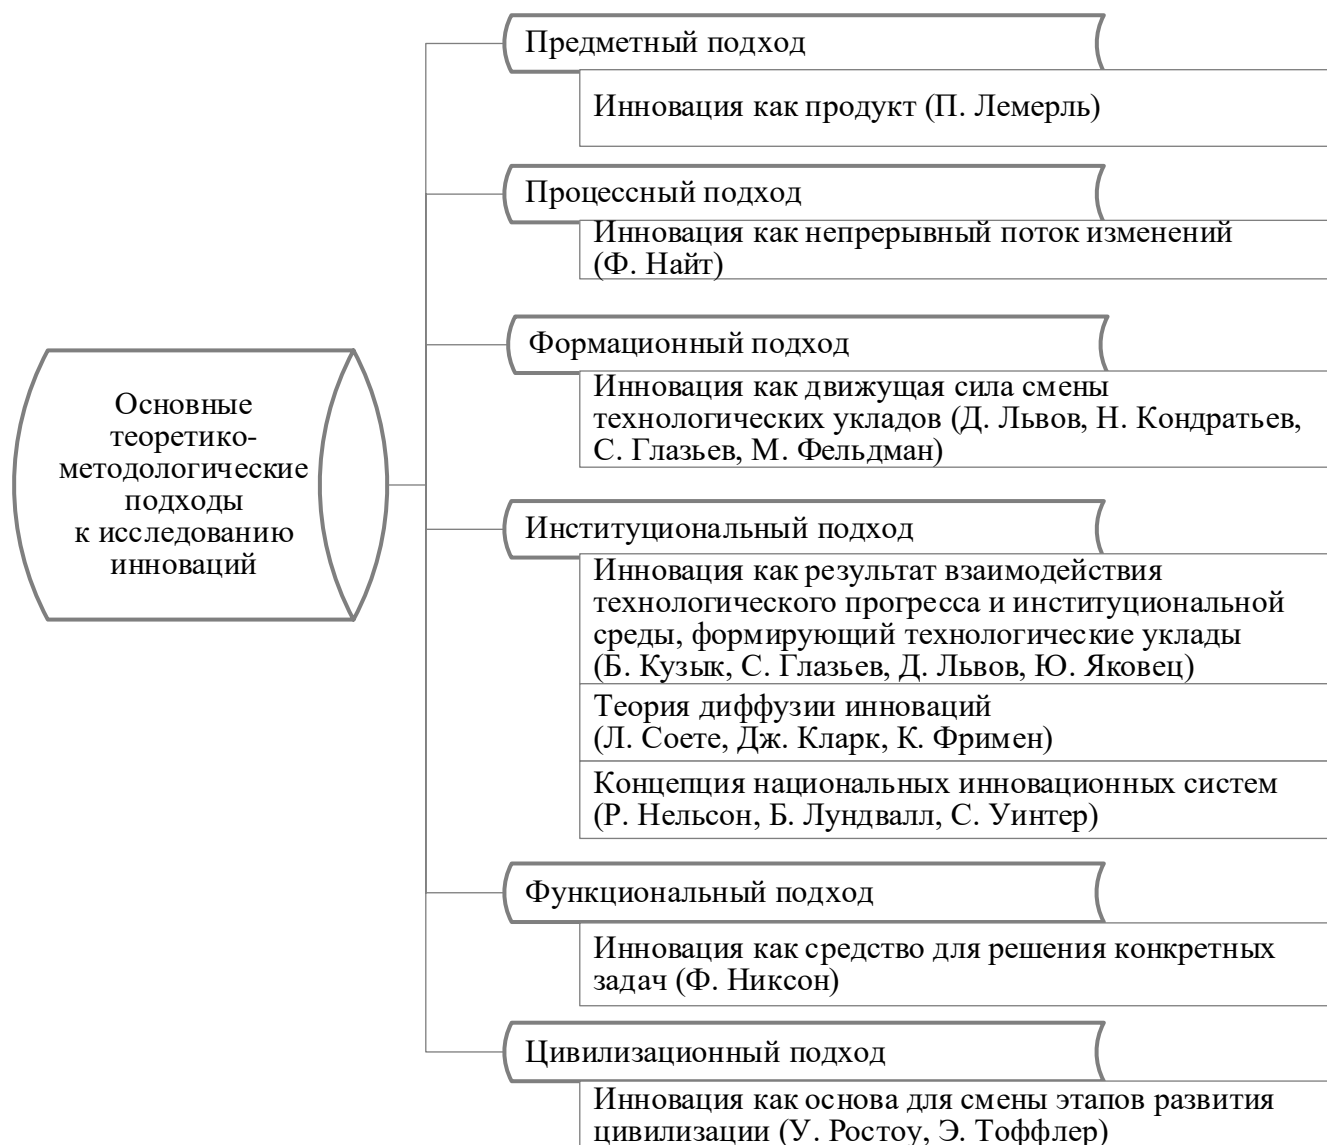 Предметный подход
Инновация как продукт (П. Лемерль)
Процессный подход
Инновация как непрерывный поток изменений
(Ф. Найт)
Формационный подход
Инновация как движущая сила смены
технологических укладов (Д. Львов, Н. Кондратьев,
С. Глазьев, М. Фельдман)
Основные
теоретико-
методологические
подходы
к исследованию
инноваций
Институциональный подход
Инновация как результат взаимодействия
технологического прогресса и институциональной
среды, формирующий технологические уклады
(Б. Кузык, С. Глазьев, Д. Львов, Ю. Яковец)
Теория диффузии инноваций
(Л. Соете, Дж. Кларк, К. Фримен)
Концепция национальных инновационных систем
(Р. Нельсон, Б. Лундвалл, С. Уинтер)
Функциональный подход
Инновация как средство для решения конкретных
задач (Ф. Никсон)
Цивилизационный подход
Инновация как основа для смены этапов развития
цивилизации (У. Ростоу, Э. Тоффлер)